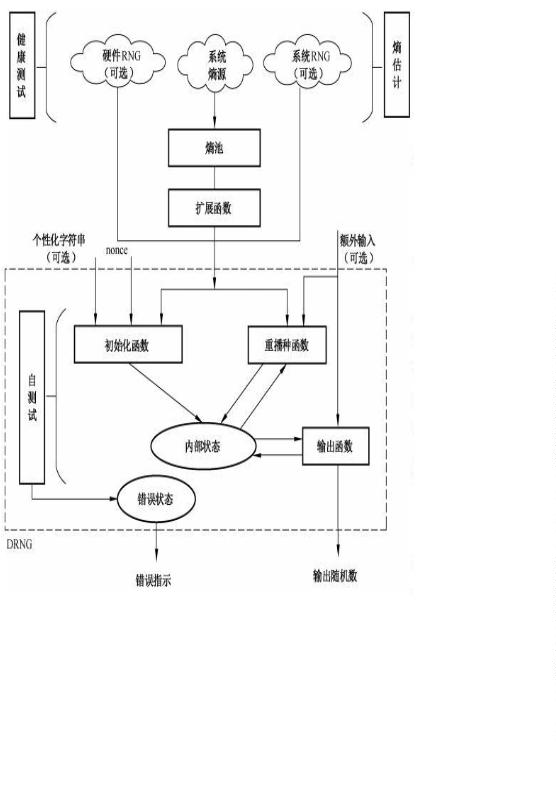 健康测试
硬件RNG
（可选）
系统
熵源
系统RNG
（可选）
熵估计
熵池
扩展函数
个性化字符串
（可选）
nonce
额外输入
（可选）
自测试
初始化函数
重播种函数
内部状态
输出函数
错误状态
DRNG
错误指示
输出随机数